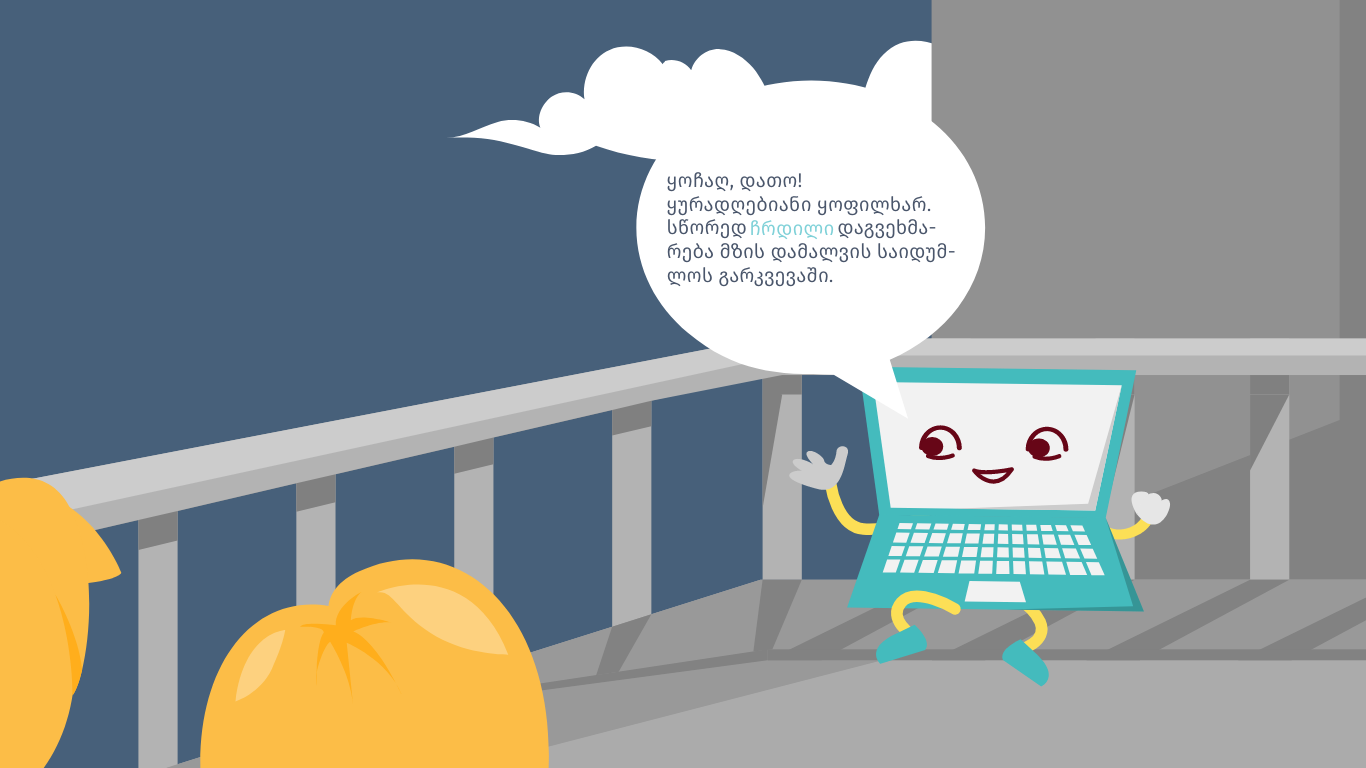 ყოჩაღ, დათო!
ყურადღებიანი ყოფილხარ.
სწორედ ჩრდილი დაგვეხმა-
რება მზის დამალვის საიდუმ-
ლოს გარკვევაში.